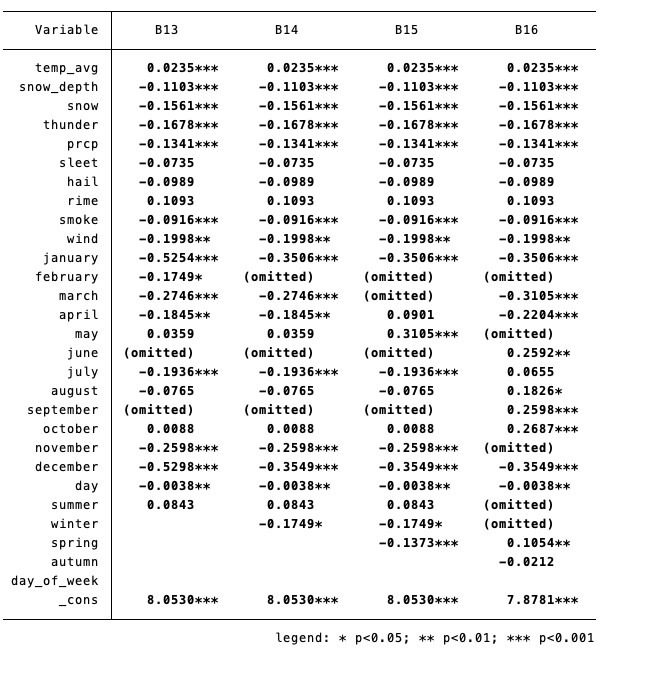 Variable B13 B14 B15 B16
temp_avg 0.0235*** 0.0235*** 0.0235*** 0.0235***
snow_depth -0.1103*** -0.1103*** -0.1103*** -0.1103***
snow -0.1561*** -0.1561*** -0.1561*** -0.1561***
thunder -0.1678*** -0.1678*** -0.1678*** -0.1678***
prcp -0.1341*** -0.1341*** -0.1341*** -0.1341***
sleet -0.0735 -0.0735 -0.0735 -0.0735
hail -0.0989 -0.0989 -0.0989 -0.0989
rime 0.1093 0.1093 0.1093 0.1093
smoke -0.0916*** -0.0916*** -0.0916*** -0.0916***
wind -0.1998** -0.1998** -0.1998** -0.1998**
january -0.5254*** -0.3506*** -0.3506*** -0.3506***
february -0.1749* (omitted) (omitted) (omitted)
march -0.2746*** -0.2746*** (omitted) -0.3105***
april -0.1845** -0.1845** 0.0901 -0.2204***
may 0.0359 0.0359 0.3105*** (omitted)
june (omitted) (omitted) (omitted) 0.2592**
july -0.1936*** -0.1936*** -0.1936*** 0.0655
august -0.0765 -0.0765 -0.0765 0.1826*
september (omitted) (omitted) (omitted) 0.2598***
october 0.0088 0.0088 0.0088 0.2687***
november -0.2598*** -0.2598*** -0.2598*** (omitted)
december -0.5298*** -0.3549*** -0.3549*** -0.3549***
day -0.0038** -0.0038** -0.0038** -0.0038**
summer 0.0843 0.0843 0.0843 (omitted)
winter -0.1749* -0.1749* (omitted)
spring -0.1373*** 0.1054**
autumn -0.0212
day_of_week
_cons 8.0530*** 8.0530*** 8.0530*** 7.8781***
legend: * p<0.05; ** p<0.01; *** p<0.001